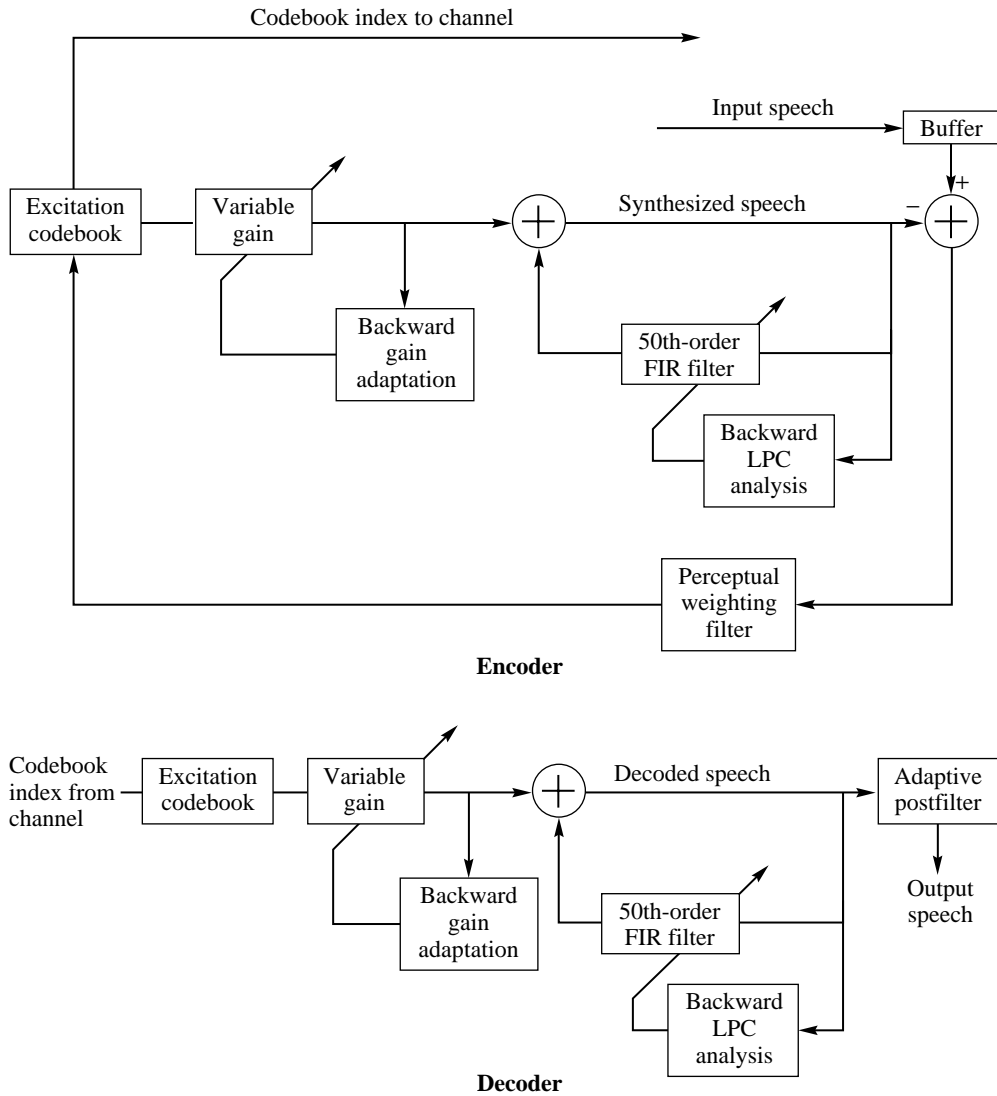 Codebook index to channel
Input speech
Buffer
+
−
Excitation
codebook
Variable
gain
Synthesized speech
Backward
gain
adaptation
50th-order
FIR filter
Backward
LPC
analysis
Perceptual
weighting
filter
Encoder
Codebook
index from
channel
Excitation
codebook
Variable
gain
Decoded speech
Adaptive
postfilter
Backward
gain
adaptation
50th-order
FIR filter
Output
speech
Backward
LPC
analysis
Decoder